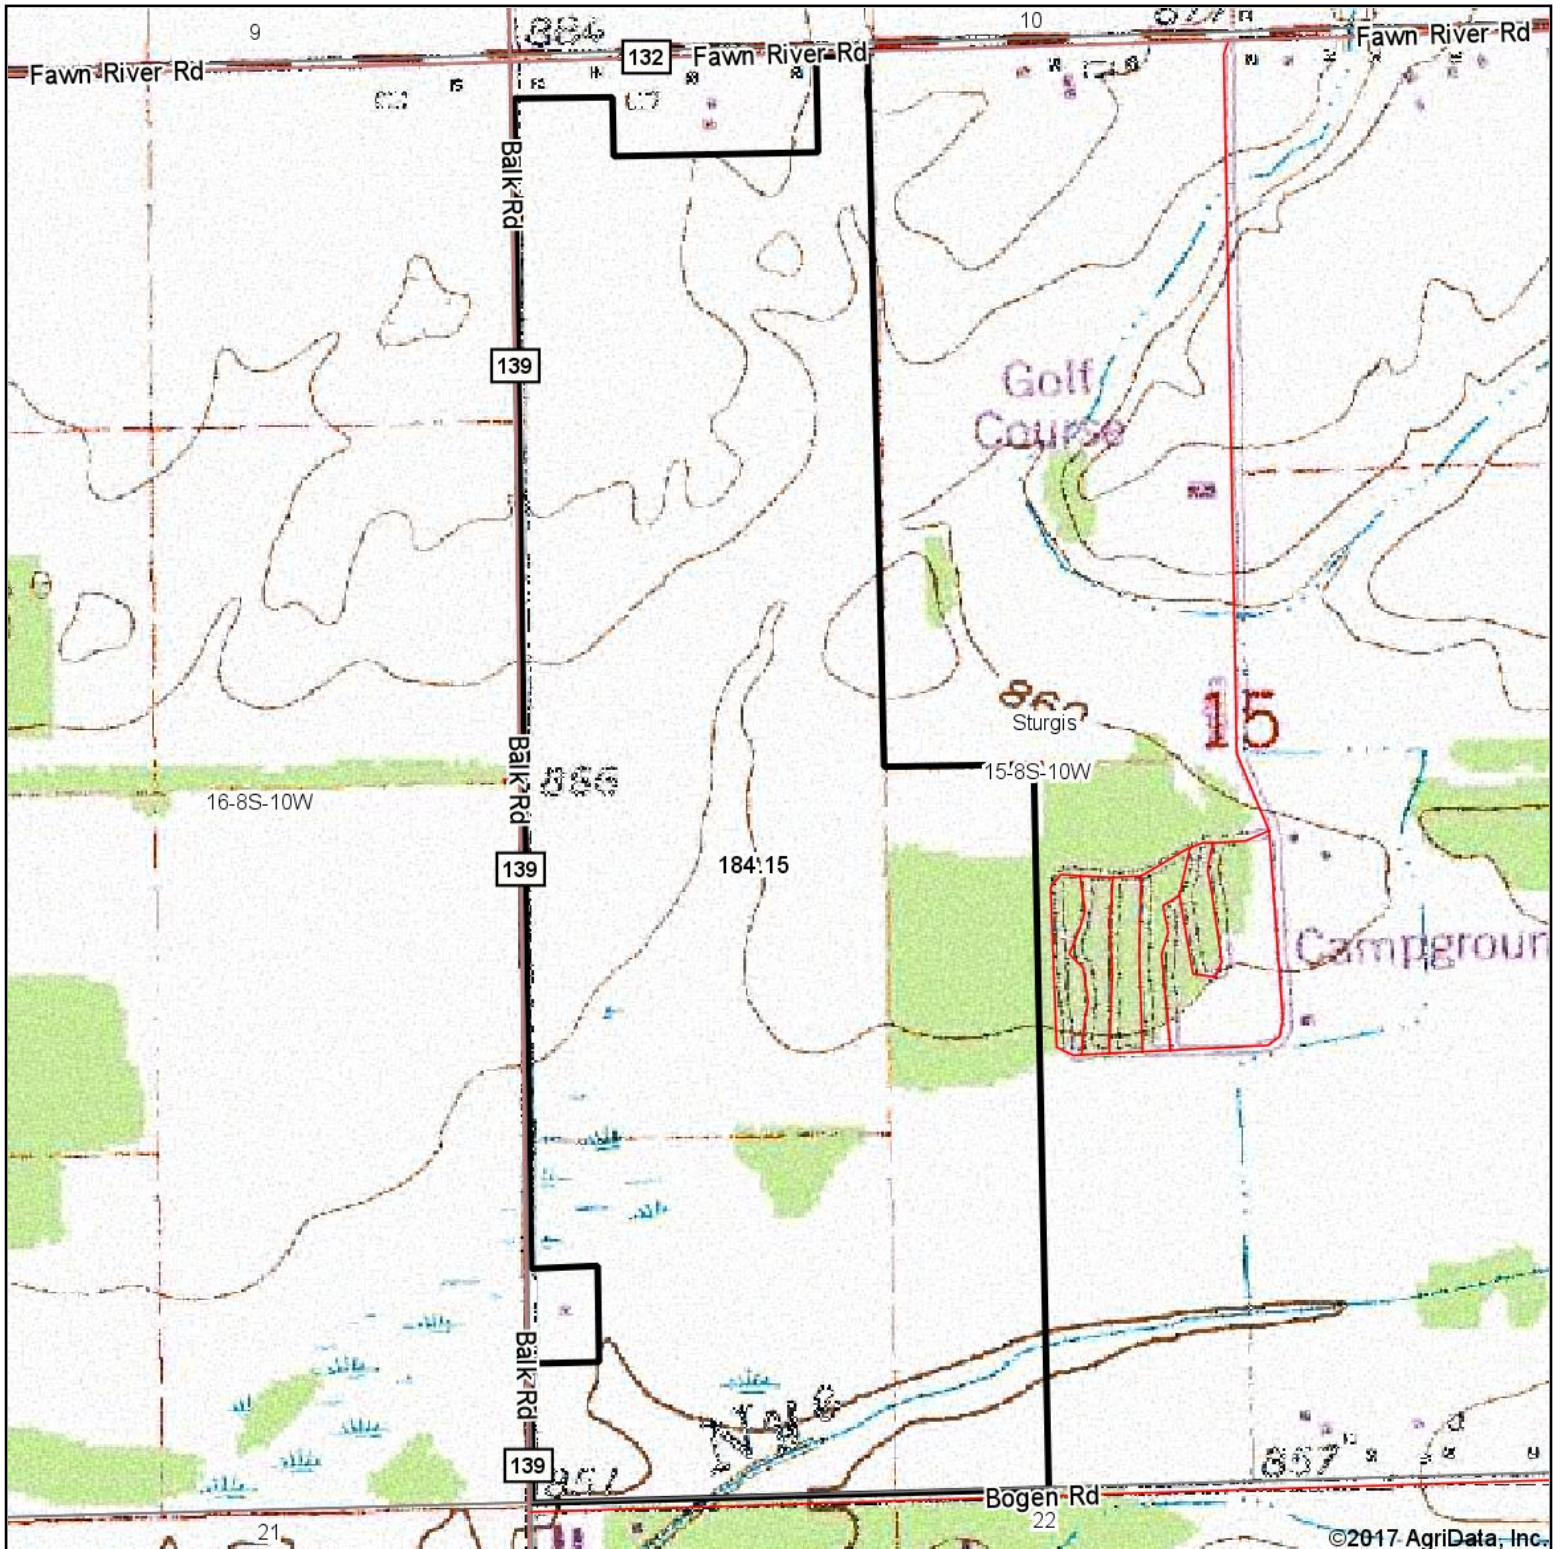 9
10
884
132
Fawn River Rd
Fawn River Rd
Fawn River Rd
Balk Rd
139
Golf
Course
860
Sturgis
15
15-8S-10W
Balk Rd
866
16-8S-10W
139
184.15
Campgroun
Balk Rd
139
851
857
Bogen Rd
21
22
©2017 AgriData, Inc.